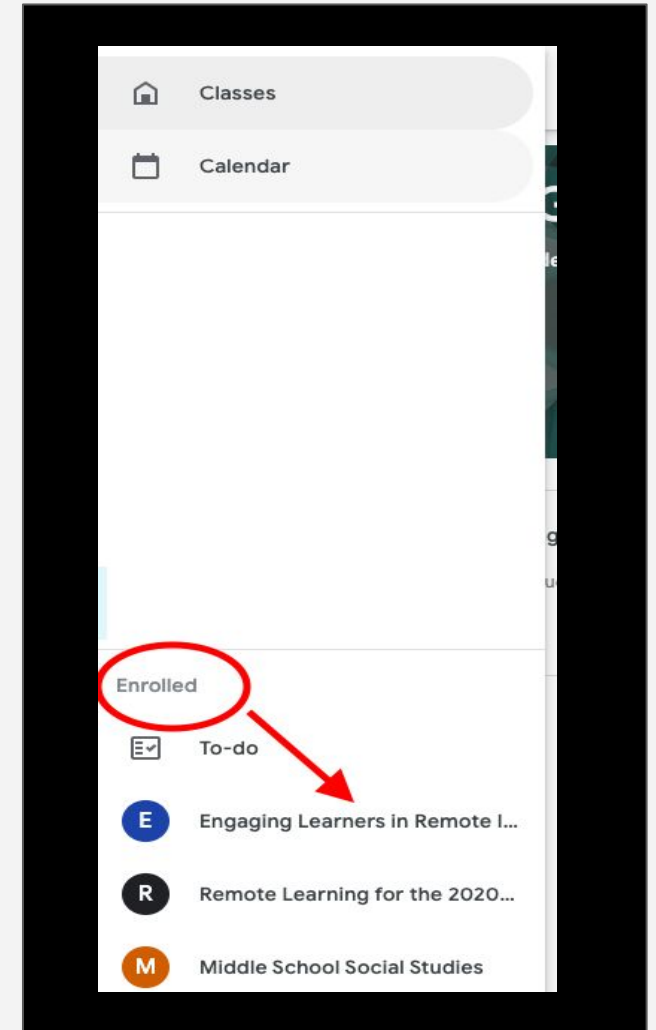 Classes
Calendar
Enrolled
To-do
E Engaging Learners in Remote I...
R Remote Learning for the 2020...
M Middle School Social Studies